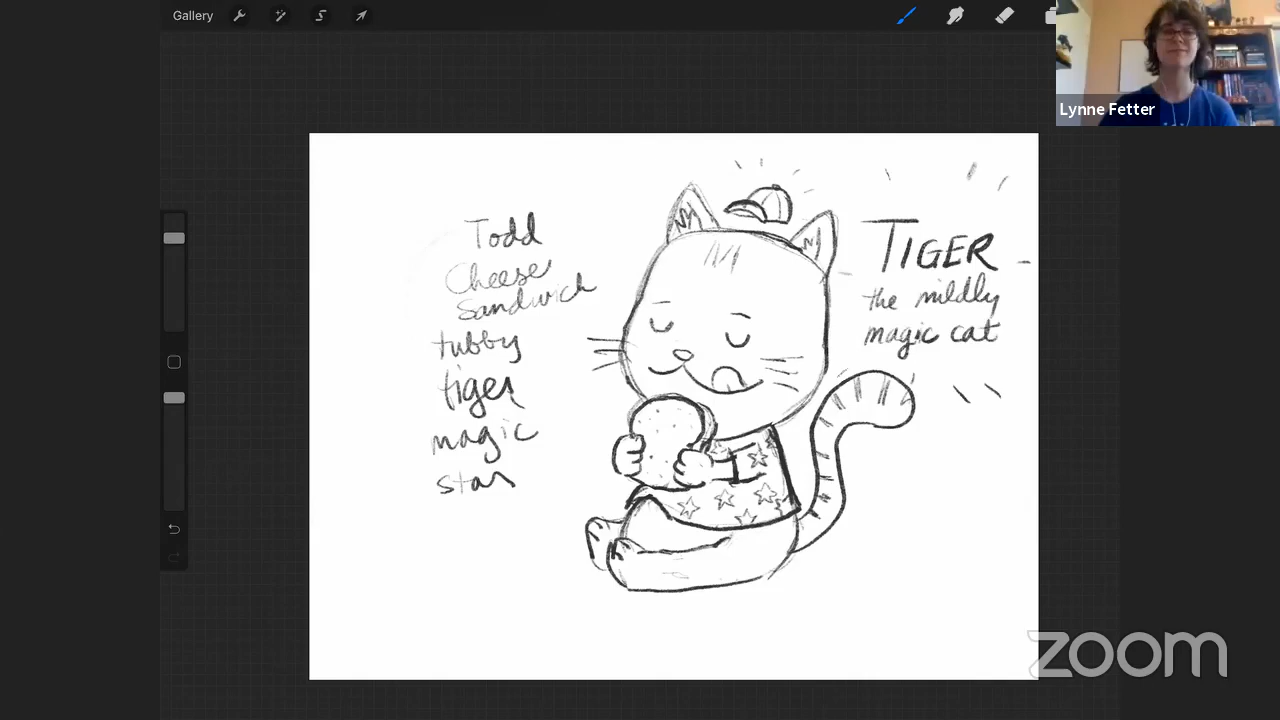 Gallery
Lynne Fetter
Todd
Cheese
Sandwich
tubby
tiger
magic
star
TIGER
the mildly
magic cat
zoom